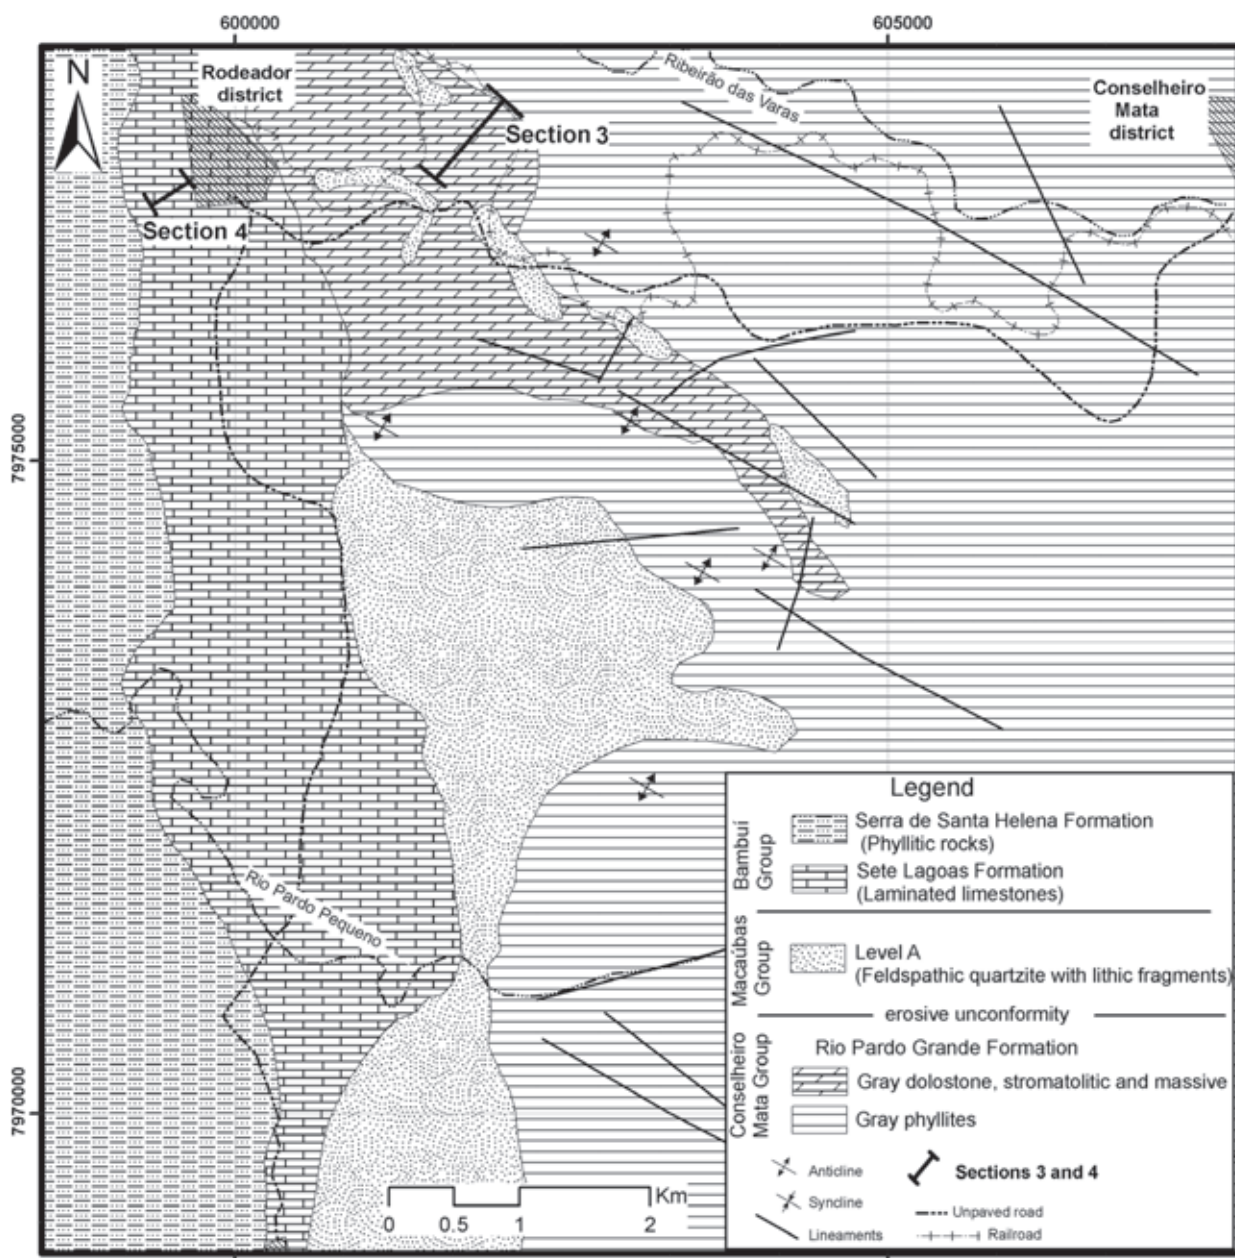 600000
605000
N
Rodeador
district
Ribeirão das Varas
Conselheiro
Mata
district
Section 3
Section 4
7975000
7970000
Rio Pardo Pequeno
Legend
Bambuí
Group
Serra de Santa Helena Formation
(Phyllitic rocks)
Sete Lagoas Formation
(Laminated limestones)
Macaúbas
Group
Level A
(Feldspathic quartzite with lithic fragments)
erosive unconformity
Conselheiro
Mata Group
Rio Pardo Grande Formation
Gray dolostone, stromatolitic and massive
Gray phyllites
Anticline
Sections 3 and 4
Syncline
Unpaved road
Lineaments
Railroad
Km
0 0.5 1 2